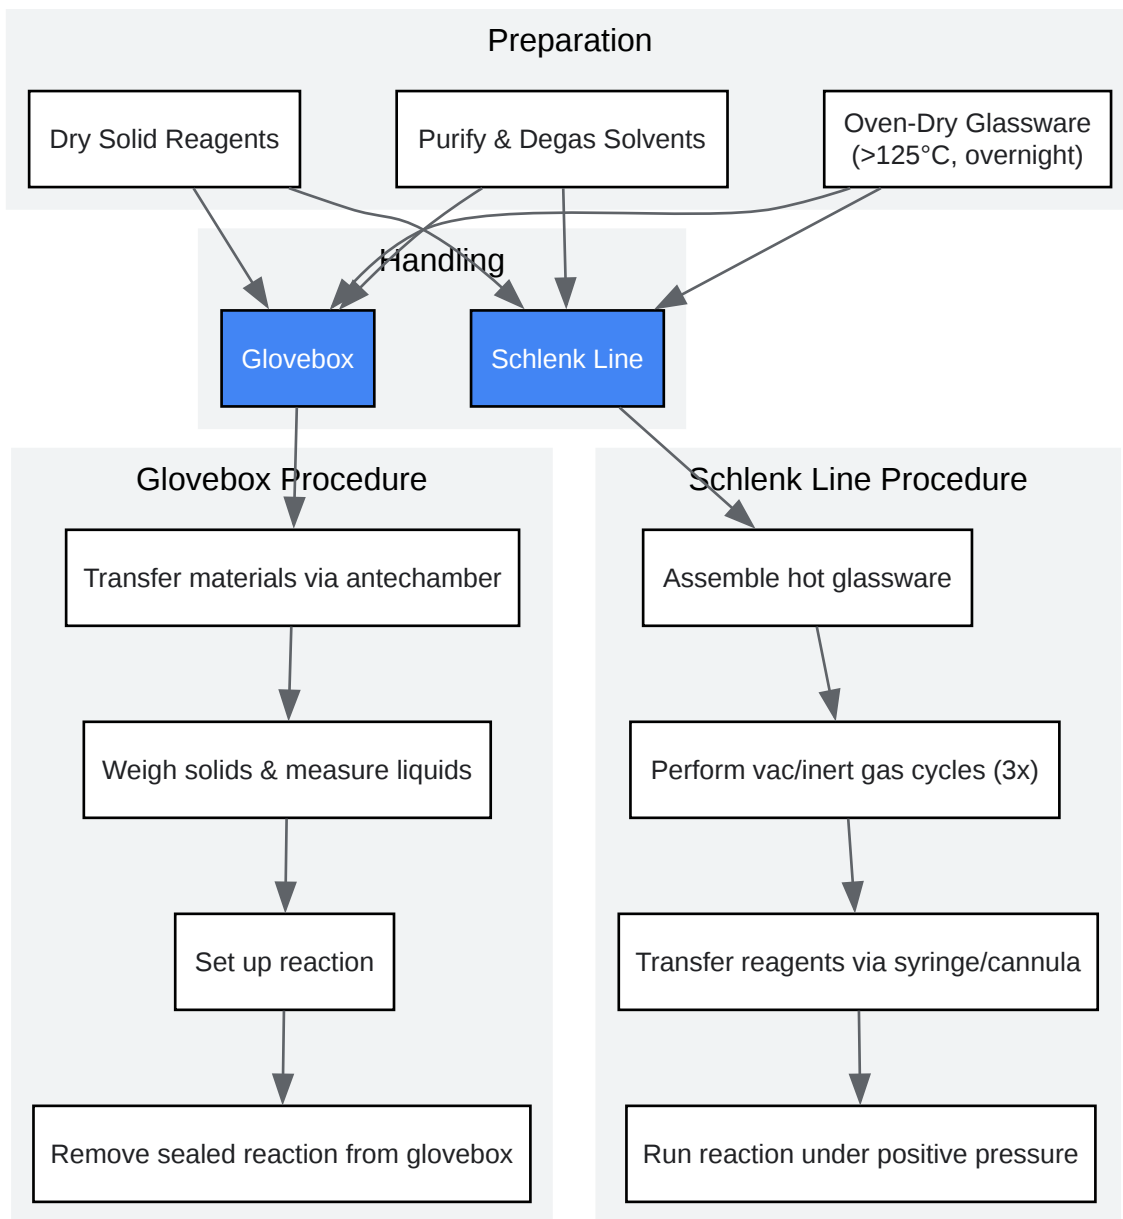 Preparation
Dry Solid Reagents
Purify & Degas Solvents
Oven-Dry Glassware
(>125°C, overnight)
Handling
Glovebox
Schlenk Line
Glovebox Procedure
Transfer materials via antechamber
Weigh solids & measure liquids
Set up reaction
Remove sealed reaction from glovebox
Schlenk Line Procedure
Assemble hot glassware
Perform vac/inert gas cycles (3x)
Transfer reagents via syringe/cannula
Run reaction under positive pressure